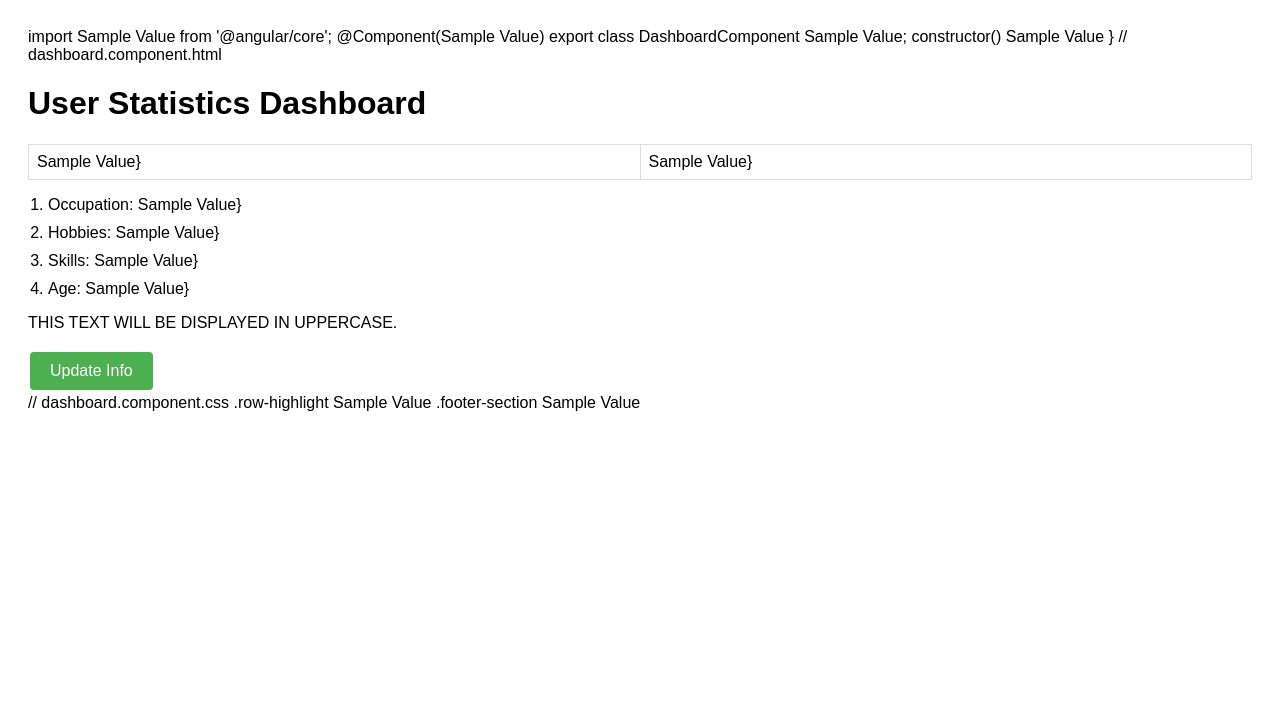 import Sample Value from '@angular/core'; @Component(Sample Value) export class DashboardComponent Sample Value; constructor() Sample Value } //
dashboard.component.html
User Statistics Dashboard
Sample Value} Sample Value}
1. Occupation: Sample Value}
2. Hobbies: Sample Value}
3. Skills: Sample Value}
4. Age: Sample Value}
THIS TEXT WILL BE DISPLAYED IN UPPERCASE.
Update Info
// dashboard.component.css .row-highlight Sample Value .footer-section Sample Value